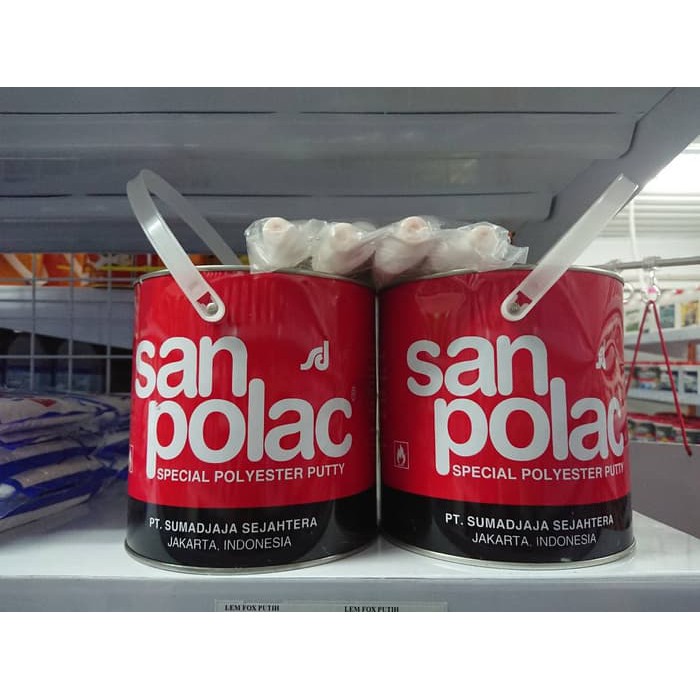 san
polac
SPECIAL POLYESTER PUTTY
PT. SUMADJAJA SEJAHTERA
JAKARTA, INDONESIA
san
polac
SPECIAL POLYESTER PUTTY
PT. SUMADJAJA SEJAHTERA
JAKARTA, INDONESIA
LEM FOX PUTIH
LEM FOX PUTIH